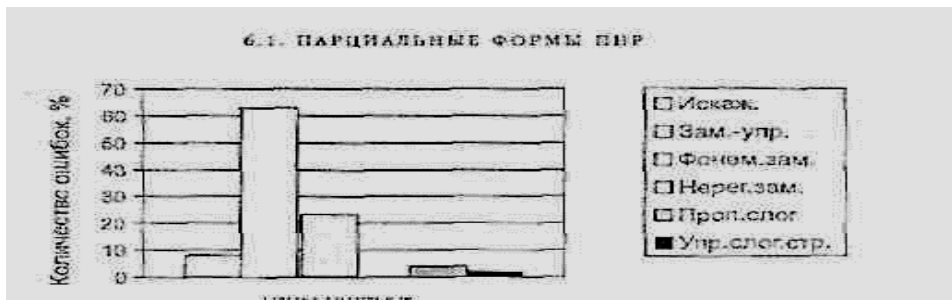 6.1. ПАРЦИАЛЬНЫЕ ФОРМЫ ПНР
Количество ошибок, %
70
60
50
40
30
20
10
0
Искаж.
Зам.-упр.
Фонем.зам.
Нерег.зам.
Проп.слог
Упр.слог.стр.